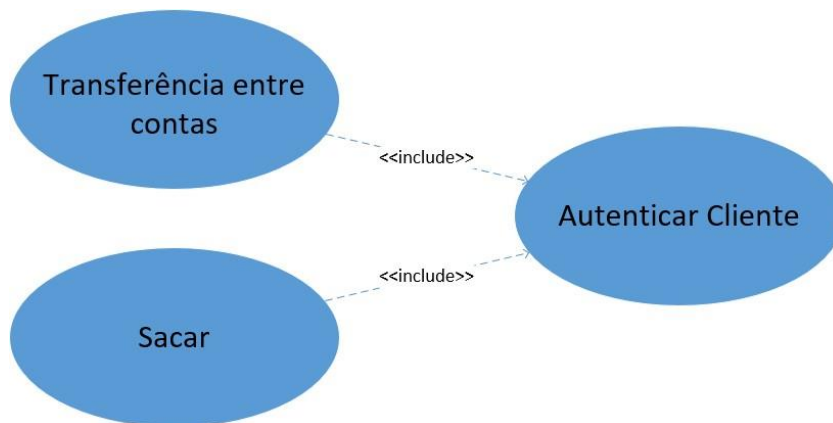 Transferência entre
contas
<<include>>
Autenticar Cliente
<<include>>
Sacar